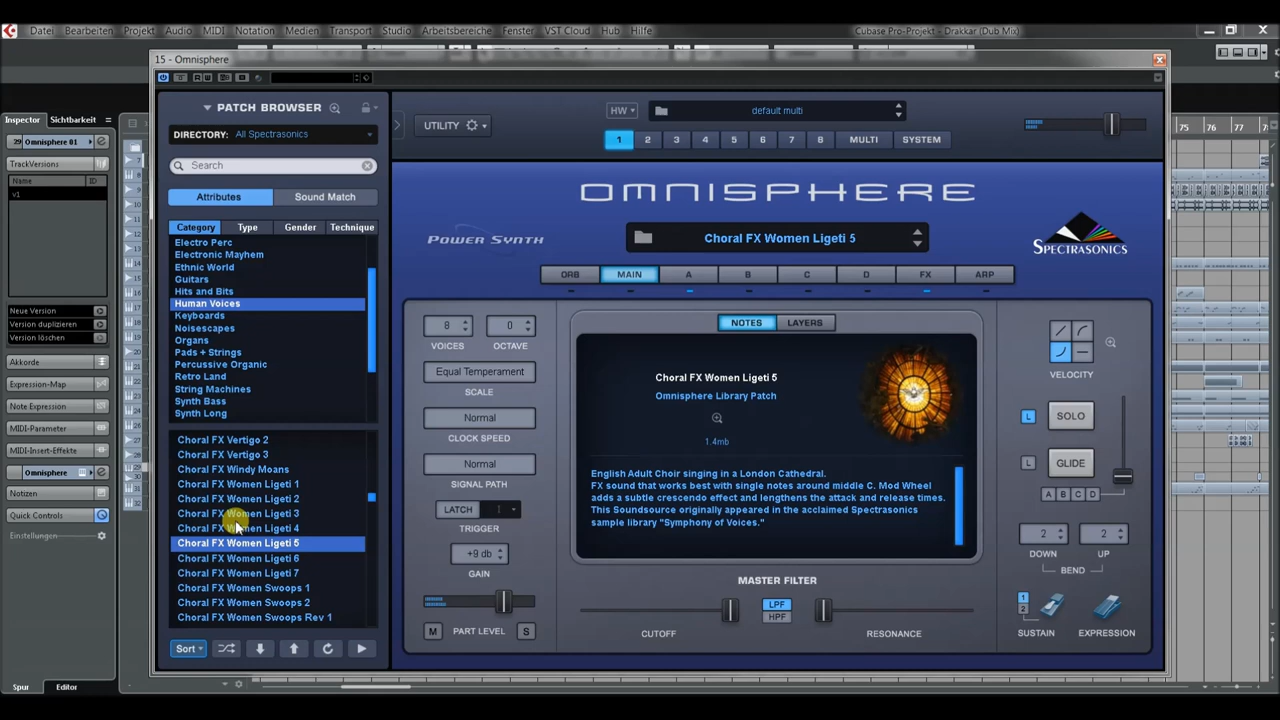 Datei Bearbeiten Projekt Audio MIDI Notation Medien Transport Studio Arbeitsbereiche Fenster VST Cloud Hub Hilfe
Cubase Pro-Projekt - Drakkar (Dub Mix)
15 - Omnisphere
Inspector Sichtbarkeit
29 Omnisphere 01
TrackVersions
Name ID
v1
Neue Version
Version duplizieren
Version löschen
Akkorde
Expression-Map
Note Expression
MIDI-Parameter
MIDI-Insert-Effekte
Omnisphere
Notizen
Quick Controls
Einstellungen
Spur Editor
PATCH BROWSER
DIRECTORY: All Spectrasonics
Search
Attributes Sound Match
Category Type Gender Technique
Electro Perc
Electronic Mayhem
Ethnic World
Guitars
Hits and Bits
Human Voices
Keyboards
Noisescapes
Organs
Pads + Strings
Percussive Organic
Retro Land
String Machines
Synth Bass
Synth Long
Choral FX Vertigo 2
Choral FX Vertigo 3
Choral FX Windy Moans
Choral FX Women Ligeti 1
Choral FX Women Ligeti 2
Choral FX Women Ligeti 3
Choral FX Women Ligeti 4
Choral FX Women Ligeti 5
Choral FX Women Ligeti 6
Choral FX Women Ligeti 7
Choral FX Women Swoops 1
Choral FX Women Swoops 2
Choral FX Women Swoops Rev 1
Sort
UTILITY
HW
default multi
1 2 3 4 5 6 7 8 MULTI SYSTEM
OMNISPHERE
POWER SYNTH
Choral FX Women Ligeti 5
SPECTRASONICS
ORB MAIN A B C D FX ARP
8 0
VOICES OCTAVE
Equal Temperament
SCALE
Normal
CLOCK SPEED
Normal
SIGNAL PATH
LATCH
TRIGGER
+9 db
GAIN
M PART LEVEL S
NOTES LAYERS
Choral FX Women Ligeti 5
Omnisphere Library Patch
1.4mb
English Adult Choir singing in a London Cathedral.
FX sound that works best with single notes around middle C. Mod Wheel
adds a subtle crescendo effect and lengthens the attack and release times.
This Soundsource originally appeared in the acclaimed Spectrasonics
sample library "Symphony of Voices."
MASTER FILTER
LPF
HPF
CUTOFF RESONANCE
VELOCITY
L SOLO
L GLIDE
A B C D
2 2
DOWN UP
BEND
1
2
SUSTAIN EXPRESSION
75 76 77